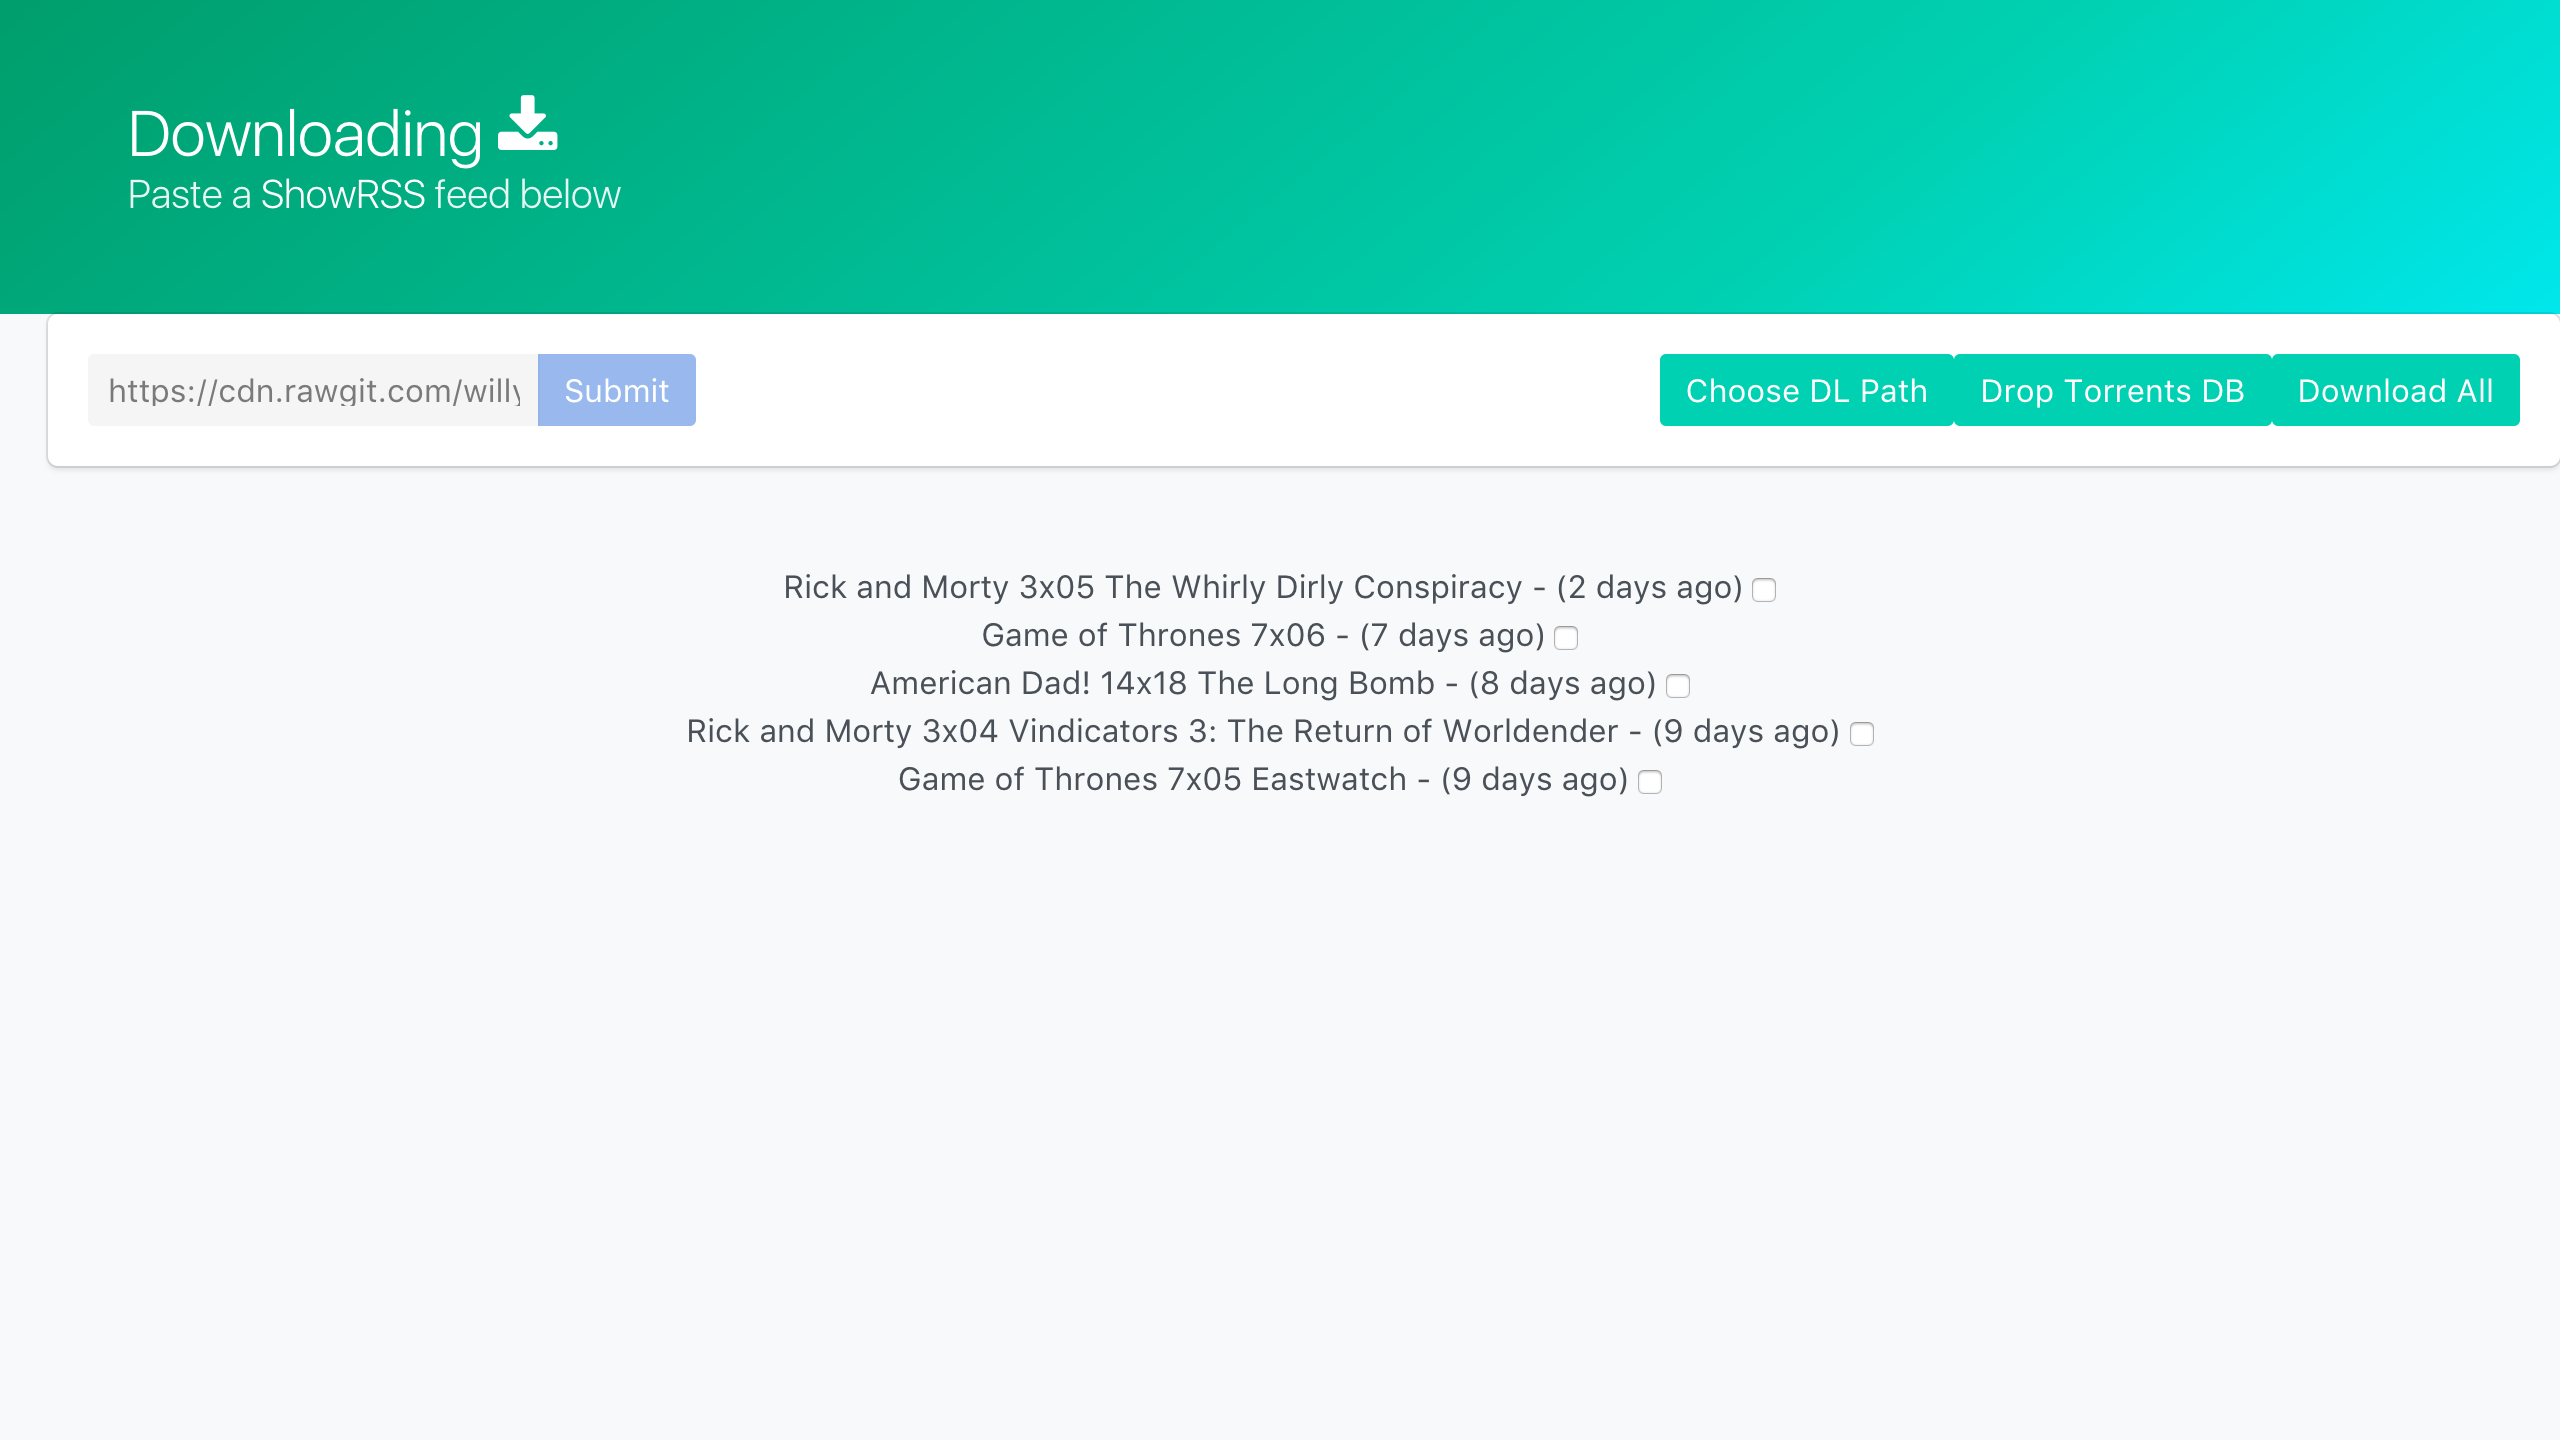 Downloading
Paste a ShowRSS feed below
https://cdn.rawgit.com/willy
Submit
Choose DL Path
Drop Torrents DB
Download All
Rick and Morty 3x05 The Whirly Dirly Conspiracy - (2 days ago)
Game of Thrones 7x06 - (7 days ago)
American Dad! 14x18 The Long Bomb - (8 days ago)
Rick and Morty 3x04 Vindicators 3: The Return of Worldender - (9 days ago)
Game of Thrones 7x05 Eastwatch - (9 days ago)